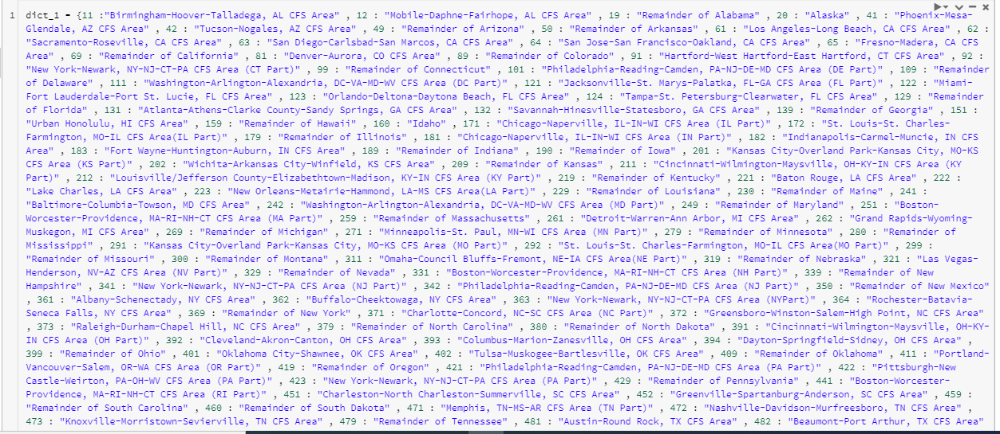 1 dict_1 = {11 :"Birmingham-Hoover-Talladega, AL CFS Area" , 12 : "Mobile-Daphne-Fairhope, AL CFS Area" , 19 : "Remainder of Alabama" , 20 : "Alaska" , 41 : "Phoenix-Mesa-
Glendale, AZ CFS Area" , 42 : "Tucson-Nogales, AZ CFS Area" , 49 : "Remainder of Arizona" , 50 : "Remainder of Arkansas" , 61 : "Los Angeles-Long Beach, CA CFS Area" , 62 :
"Sacramento-Roseville, CA CFS Area" , 63 : "San Diego-Carlsbad-San Marcos, CA CFS Area" , 64 : "San Jose-San Francisco-Oakland, CA CFS Area" , 65 : "Fresno-Madera, CA CFS
Area" , 69 : "Remainder of California" , 81 : "Denver-Aurora, CO CFS Area" , 89 : "Remainder of Colorado" , 91 : "Hartford-West Hartford-East Hartford, CT CFS Area" , 92 :
"New York-Newark, NY-NJ-CT-PA CFS Area (CT Part)" , 99 : "Remainder of Connecticut" , 101 : "Philadelphia-Reading-Camden, PA-NJ-DE-MD CFS Area (DE Part)" , 109 : "Remainder
of Delaware" , 111 : "Washington-Arlington-Alexandria, DC-VA-MD-WV CFS Area (DC Part)" , 121 : "Jacksonville-St. Marys-Palatka, FL-GA CFS Area (FL Part)" , 122 : "Miami-
Fort Lauderdale-Port St. Lucie, FL CFS Area" , 123 : "Orlando-Deltona-Daytona Beach, FL CFS Area" , 124 : "Tampa-St. Petersburg-Clearwater, FL CFS Area" , 129 : "Remainder
of Florida" , 131 : "Atlanta-Athens-Clarke County-Sandy Springs, GA CFS Area" , 132 : "Savannah-Hinesville-Statesboro, GA CFS Area" , 139 : "Remainder of Georgia" , 151 :
"Urban Honolulu, HI CFS Area" , 159 : "Remainder of Hawaii" , 160 : "Idaho" , 171 : "Chicago-Naperville, IL-IN-WI CFS Area (IL Part)" , 172 : "St. Louis-St. Charles-
Farmington, MO-IL CFS Area(IL Part)" , 179 : "Remainder of Illinois" , 181 : "Chicago-Naperville, IL-IN-WI CFS Area (IN Part)" , 182 : "Indianapolis-Carmel-Muncie, IN CFS
Area" , 183 : "Fort Wayne-Huntington-Auburn, IN CFS Area" , 189 : "Remainder of Indiana" , 190 : "Remainder of Iowa" , 201 : "Kansas City-Overland Park-Kansas City, MO-KS
CFS Area (KS Part)" , 202 : "Wichita-Arkansas City-Winfield, KS CFS Area" , 209 : "Remainder of Kansas" , 211 : "Cincinnati-Wilmington-Maysville, OH-KY-IN CFS Area (KY
Part)" , 212 : "Louisville/Jefferson County-Elizabethtown-Madison, KY-IN CFS Area (KY Part)" , 219 : "Remainder of Kentucky" , 221 : "Baton Rouge, LA CFS Area" , 222 :
"Lake Charles, LA CFS Area" , 223 : "New Orleans-Metairie-Hammond, LA-MS CFS Area(LA Part)" , 229 : "Remainder of Louisiana" , 230 : "Remainder of Maine" , 241 :
"Baltimore-Columbia-Towson, MD CFS Area" , 242 : "Washington-Arlington-Alexandria, DC-VA-MD-WV CFS Area (MD Part)" , 249 : "Remainder of Maryland" , 251 : "Boston-
Worcester-Providence, MA-RI-NH-CT CFS Area (MA Part)" , 259 : "Remainder of Massachusetts" , 261 : "Detroit-Warren-Ann Arbor, MI CFS Area" , 262 : "Grand Rapids-Wyoming-
Muskegon, MI CFS Area" , 269 : "Remainder of Michigan" , 271 : "Minneapolis-St. Paul, MN-WI CFS Area (MN Part)" , 279 : "Remainder of Minnesota" , 280 : "Remainder of
Mississippi" , 291 : "Kansas City-Overland Park-Kansas City, MO-KS CFS Area (MO Part)" , 292 : "St. Louis-St. Charles-Farmington, MO-IL CFS Area(MO Part)" , 299 :
"Remainder of Missouri" , 300 : "Remainder of Montana" , 311 : "Omaha-Council Bluffs-Fremont, NE-IA CFS Area(NE Part)" , 319 : "Remainder of Nebraska" , 321 : "Las Vegas-
Henderson, NV-AZ CFS Area (NV Part)" , 329 : "Remainder of Nevada" , 331 : "Boston-Worcester-Providence, MA-RI-NH-CT CFS Area (NH Part)" , 339 : "Remainder of New
Hampshire" , 341 : "New York-Newark, NY-NJ-CT-PA CFS Area (NJ Part)" , 342 : "Philadelphia-Reading-Camden, PA-NJ-DE-MD CFS Area (NJ Part)" , 350 : "Remainder of New Mexico"
, 361 : "Albany-Schenectady, NY CFS Area" , 362 : "Buffalo-Cheektowaga, NY CFS Area" , 363 : "New York-Newark, NY-NJ-CT-PA CFS Area (NYPart)" , 364 : "Rochester-Batavia-
Seneca Falls, NY CFS Area" , 369 : "Remainder of New York" , 371 : "Charlotte-Concord, NC-SC CFS Area (NC Part)" , 372 : "Greensboro-Winston-Salem-High Point, NC CFS Area"
, 373 : "Raleigh-Durham-Chapel Hill, NC CFS Area" , 379 : "Remainder of North Carolina" , 380 : "Remainder of North Dakota" , 391 : "Cincinnati-Wilmington-Maysville, OH-KY-
IN CFS Area (OH Part)" , 392 : "Cleveland-Akron-Canton, OH CFS Area" , 393 : "Columbus-Marion-Zanesville, OH CFS Area" , 394 : "Dayton-Springfield-Sidney, OH CFS Area" ,
399 : "Remainder of Ohio" , 401 : "Oklahoma City-Shawnee, OK CFS Area" , 402 : "Tulsa-Muskogee-Bartlesville, OK CFS Area" , 409 : "Remainder of Oklahoma" , 411 : "Portland-
Vancouver-Salem, OR-WA CFS Area (OR Part)" , 419 : "Remainder of Oregon" , 421 : "Philadelphia-Reading-Camden, PA-NJ-DE-MD CFS Area (PA Part)" , 422 : "Pittsburgh-New
Castle-Weirton, PA-OH-WV CFS Area (PA Part)" , 423 : "New York-Newark, NY-NJ-CT-PA CFS Area (PA Part)" , 429 : "Remainder of Pennsylvania" , 441 : "Boston-Worcester-
Providence, MA-RI-NH-CT CFS Area (RI Part)" , 451 : "Charleston-North Charleston-Summerville, SC CFS Area" , 452 : "Greenville-Spartanburg-Anderson, SC CFS Area" , 459 :
"Remainder of South Carolina" , 460 : "Remainder of South Dakota" , 471 : "Memphis, TN-MS-AR CFS Area (TN Part)" , 472 : "Nashville-Davidson-Murfreesboro, TN CFS Area" ,
473 : "Knoxville-Morristown-Sevierville, TN CFS Area" , 479 : "Remainder of Tennessee" , 481 : "Austin-Round Rock, TX CFS Area" , 482 : "Beaumont-Port Arthur, TX CFS Area"